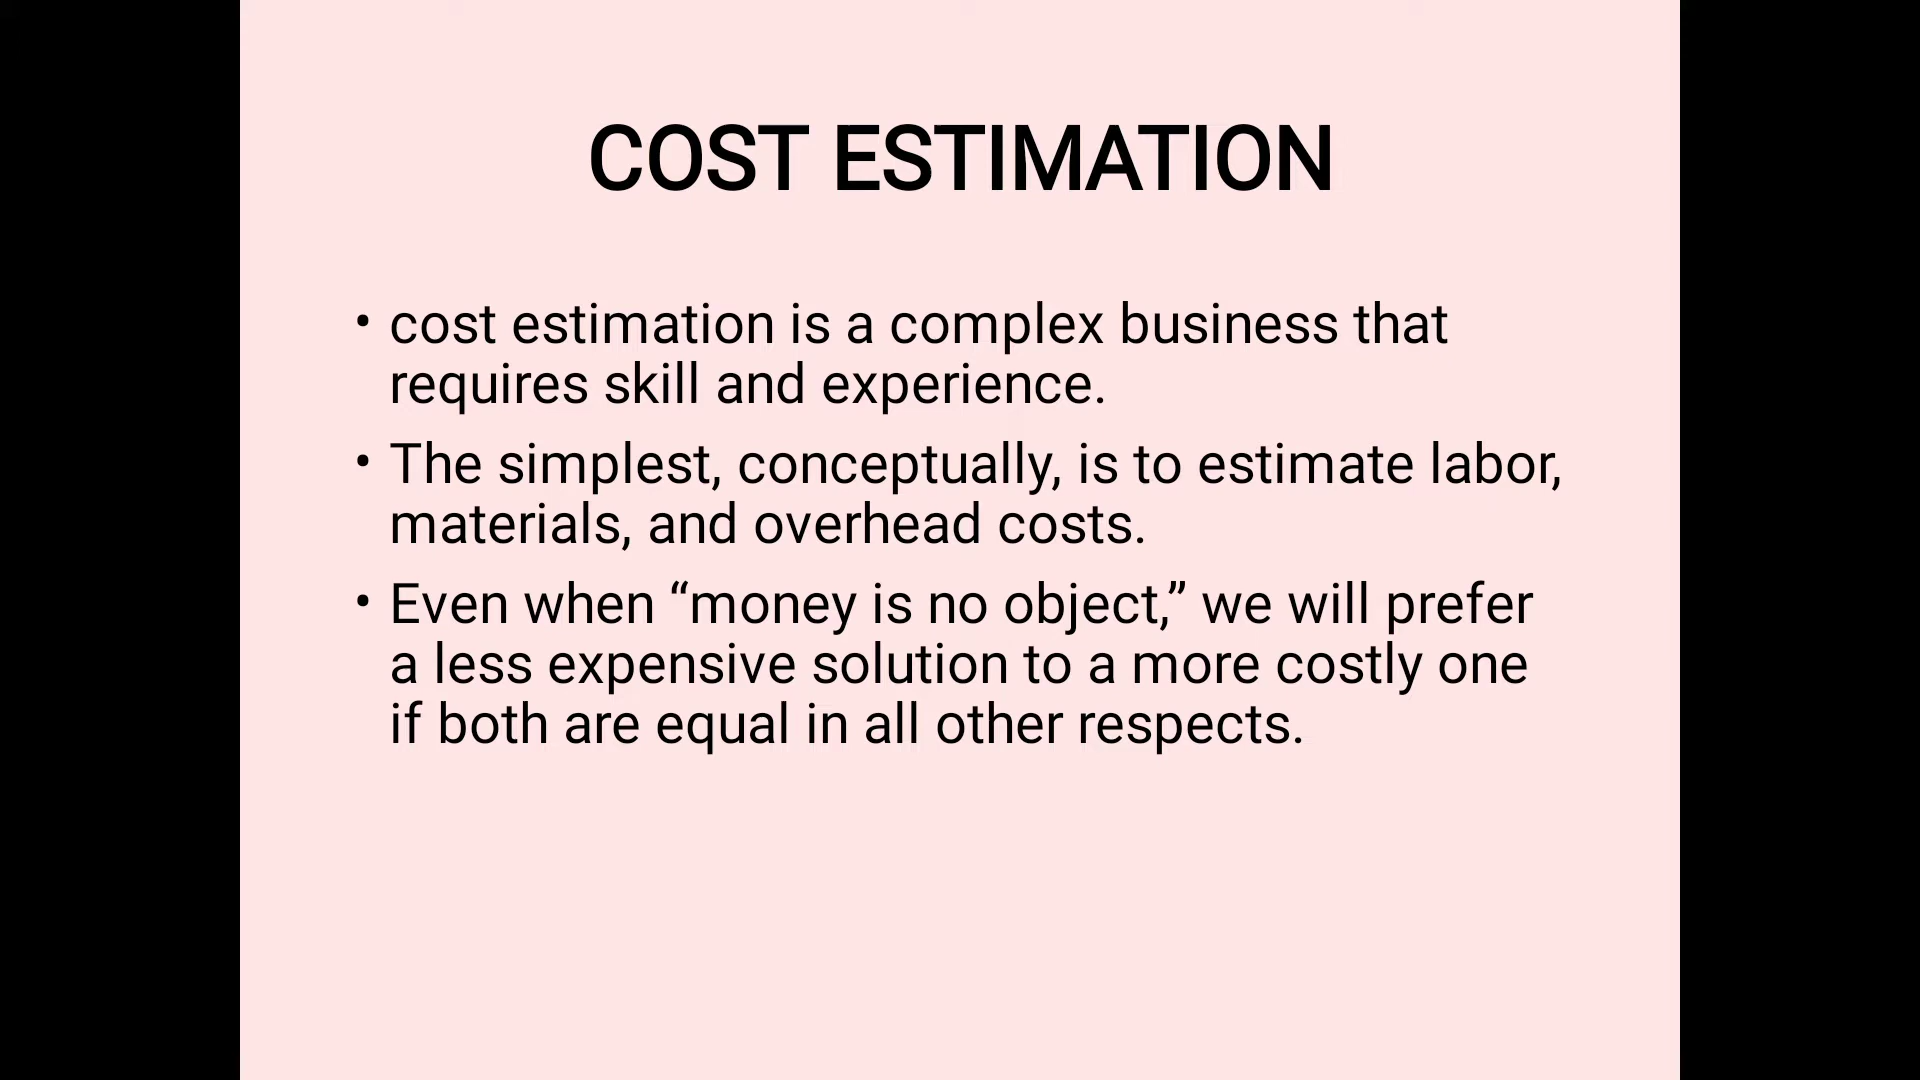 COST ESTIMATION
• cost estimation is a complex business that
requires skill and experience.
• The simplest, conceptually, is to estimate labor,
materials, and overhead costs.
• Even when “money is no object,” we will prefer
a less expensive solution to a more costly one
if both are equal in all other respects.